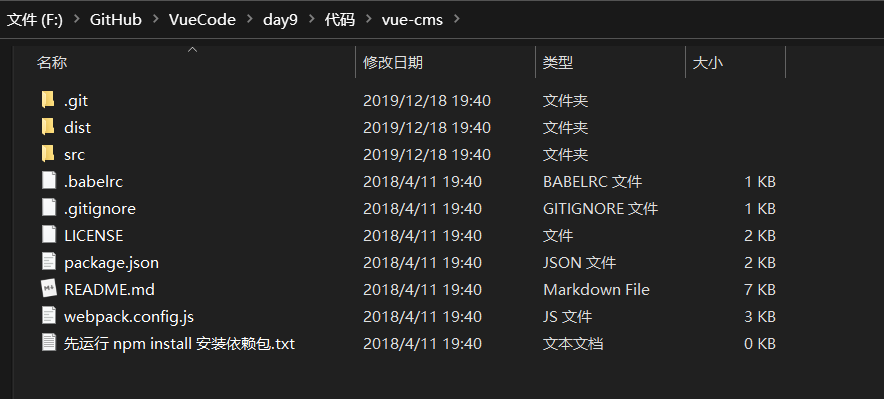 文件 (F:) > GitHub > VueCode > day9 > 代码 > vue-cms >
名称 修改日期 类型 大小
.git 2019/12/18 19:40 文件夹
dist 2019/12/18 19:40 文件夹
src 2019/12/18 19:40 文件夹
.babelrc 2018/4/11 19:40 BABELRC 文件 1 KB
.gitignore 2018/4/11 19:40 GITIGNORE 文件 1 KB
LICENSE 2018/4/11 19:40 文件 2 KB
package.json 2018/4/11 19:40 JSON 文件 2 KB
README.md 2018/4/11 19:40 Markdown File 7 KB
webpack.config.js 2018/4/11 19:40 JS 文件 3 KB
先运行 npm install 安装依赖包.txt 2018/4/11 19:40 文本文档 0 KB